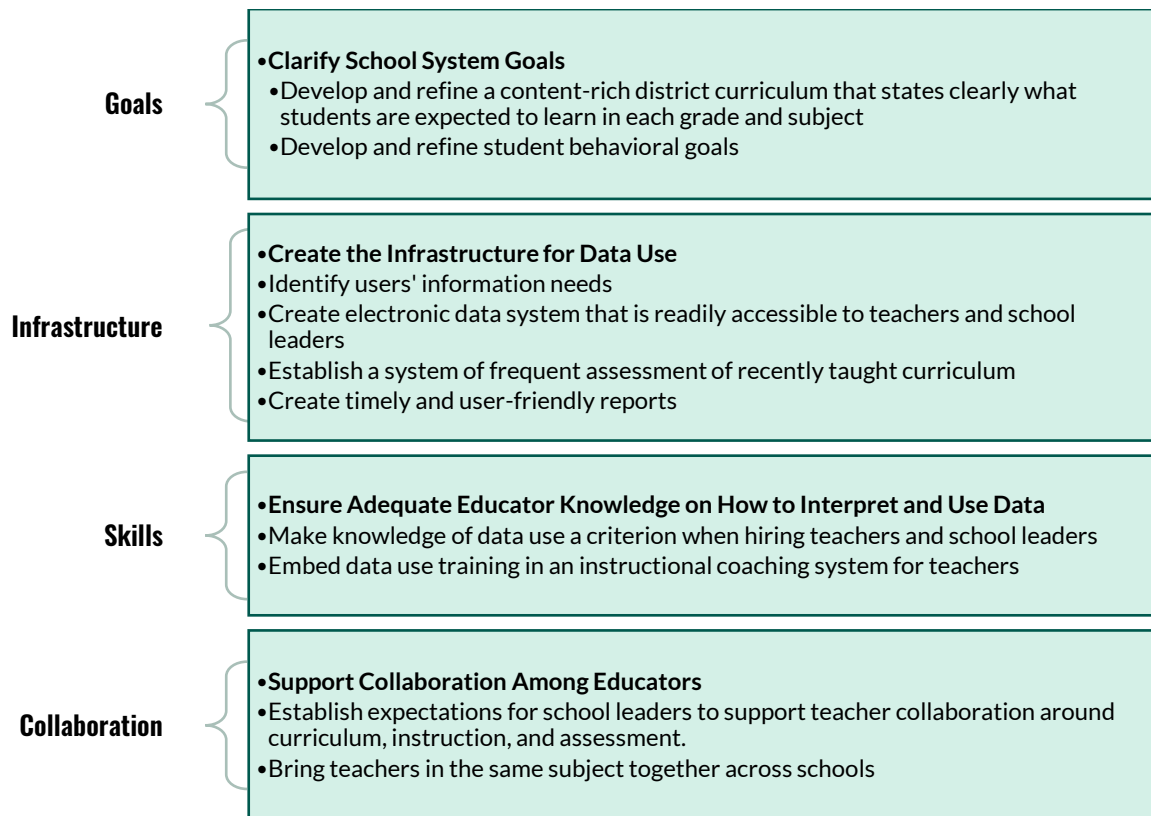 Goals
•Clarify School System Goals
•Develop and refine a content-rich district curriculum that states clearly what
students are expected to learn in each grade and subject
•Develop and refine student behavioral goals
Infrastructure
•Create the Infrastructure for Data Use
•Identify users' information needs
•Create electronic data system that is readily accessible to teachers and school
leaders
•Establish a system of frequent assessment of recently taught curriculum
•Create timely and user-friendly reports
Skills
•Ensure Adequate Educator Knowledge on How to Interpret and Use Data
•Make knowledge of data use a criterion when hiring teachers and school leaders
•Embed data use training in an instructional coaching system for teachers
Collaboration
•Support Collaboration Among Educators
•Establish expectations for school leaders to support teacher collaboration around
curriculum, instruction, and assessment.
•Bring teachers in the same subject together across schools